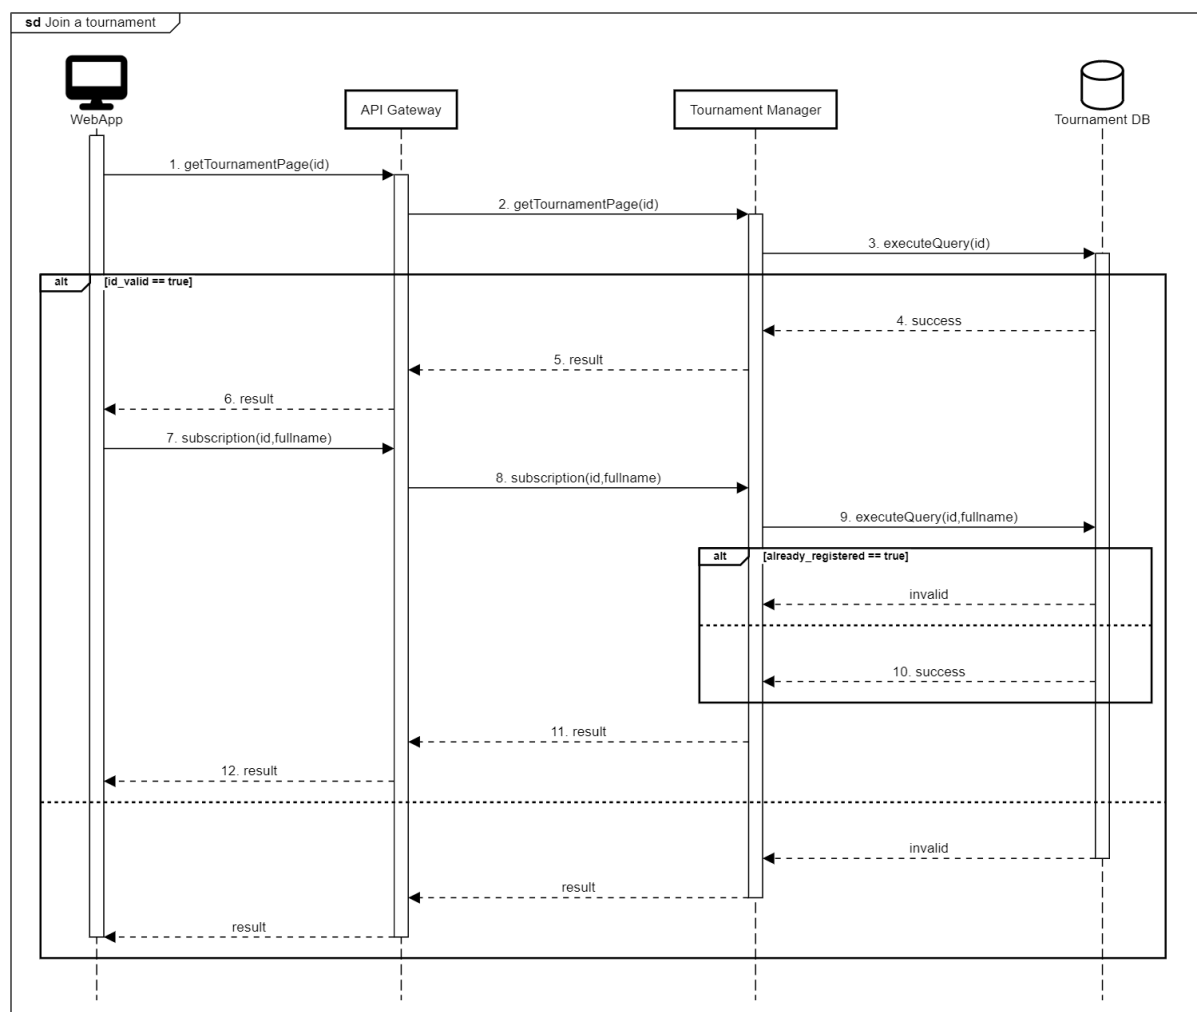 sd Join a tournament
WebApp
API Gateway
Tournament Manager
Tournament DB
1. getTournamentPage(id)
2. getTournamentPage(id)
3. executeQuery(id)
alt
[id_valid == true]
4. success
5. result
6. result
7. subscription(id,fullname)
8. subscription(id,fullname)
9. executeQuery(id,fullname)
alt
[already_registered == true]
invalid
10. success
11. result
12. result
invalid
result
result